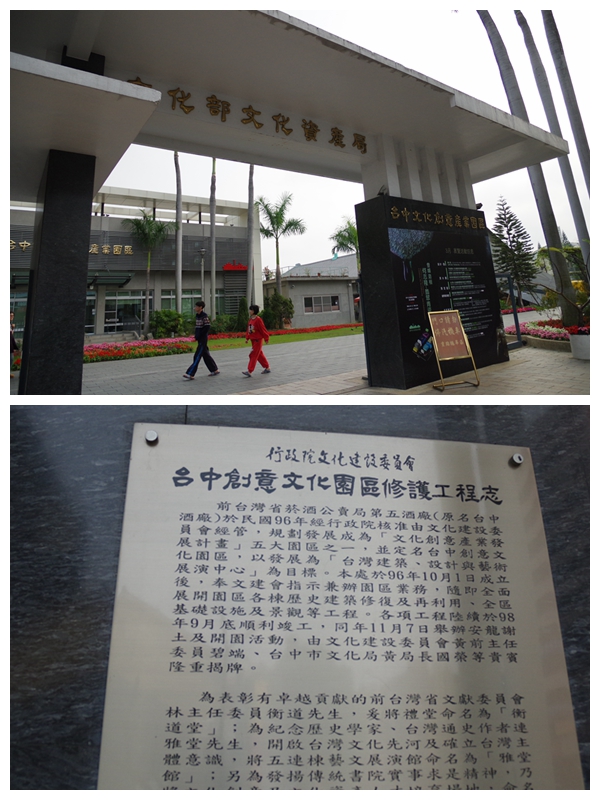 文化部文化資產局
台中
產業園區
台中文化創意產業園區
行政院文化建設委員會
台中創意文化園區修護工程志
前台灣省菸酒公賣局第五酒廠(原名台中
酒廠)於民國96年經行政院核准由文化建設委
員會經管，規劃發展成為「文化創意產業發
展計畫」五大園區之一，並定名台中創意文
化園區，以發展為「台灣建築、設計與藝術
展演中心」為目標。本處於96年10月1日成立
後，奉文建會指示兼辦園區業務，隨即全面
展開園區各棟歷史建築修復及再利用、全區
基礎設施及景觀等工程。各項工程陸續於98
年9月底順利竣工，同年11月7日舉辦安龍謝
土及開園活動，由文化建設委員會黃前主任
委員碧端、台中市文化局黃局長國榮等貴賓
隆重揭牌。
為表彰有卓越貢獻的前台灣省文獻委員會
林主任委員衡道先生，爰將禮堂命名為「衡
道堂」；為紀念歷史學家、台灣通史作者連
雅堂先生，開啟台灣文化先河及確立台灣主
體意識，將五連棟藝文展演館命名為「雅堂
館」；另為發揚傳統書院實事求是精神，乃